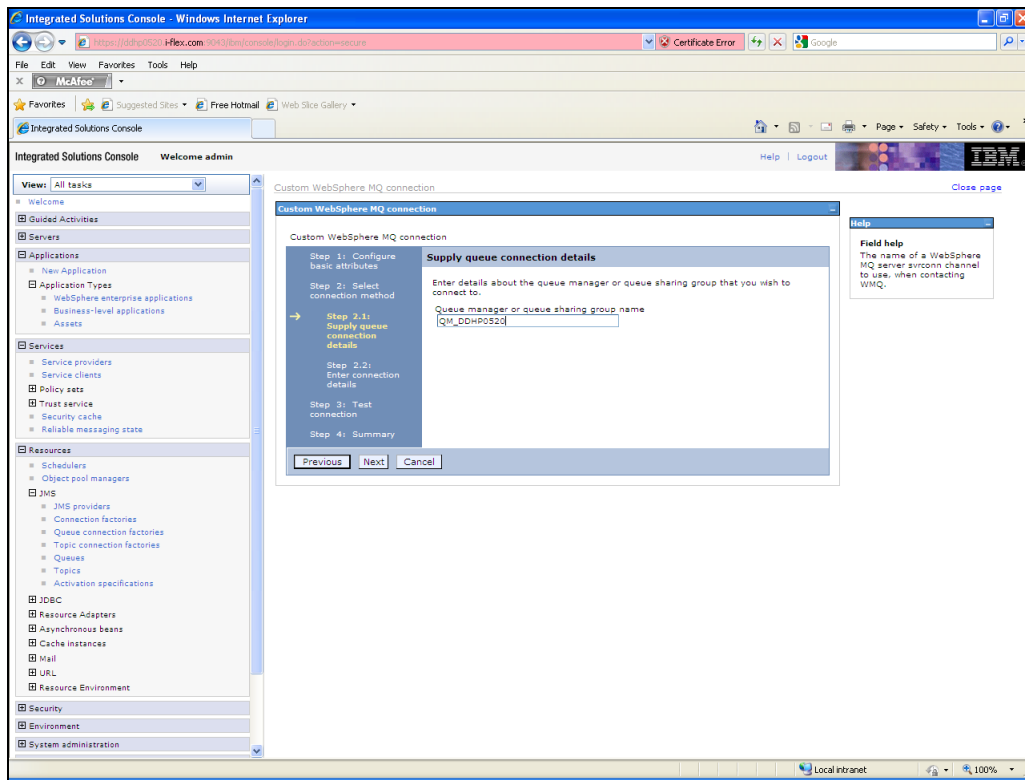 Integrated Solutions Console - Windows Internet Explorer
https://ddhp0520.i-flex.com:9043/ibm/console/login.do?action=secure
Certificate Error
Google
File Edit View Favorites Tools Help
X McAfee
Favorites Suggested Sites Free Hotmail Web Slice Gallery
Integrated Solutions Console
Page Safety Tools
Integrated Solutions Console Welcome admin
Help | Logout
IBM.
View: All tasks
Welcome
Guided Activities
Servers
Applications
New Application
Application Types
WebSphere enterprise applications
Business-level applications
Assets
Services
Service providers
Service clients
Policy sets
Trust service
Security cache
Reliable messaging state
Resources
Schedulers
Object pool managers
JMS
JMS providers
Connection factories
Queue connection factories
Topic connection factories
Queues
Topics
Activation specifications
JDBC
Resource Adapters
Asynchronous beans
Cache instances
Mail
URL
Resource Environment
Security
Environment
System administration
Custom WebSphere MQ connection
Close page
Custom WebSphere MQ connection
Custom WebSphere MQ connection
Step 1: Configure
basic attributes
Step 2: Select
connection method
Step 2.1:
Supply queue
connection
details
Step 2.2:
Enter connection
details
Step 3: Test
connection
Step 4: Summary
Supply queue connection details
Enter details about the queue manager or queue sharing group that you wish to
connect to.
Queue manager or queue sharing group name
QM_DDHP0520
Previous Next Cancel
Help
Field help
The name of a WebSphere
MQ server svrconn channel
to use, when contacting
WMQ.
Local intranet
100%